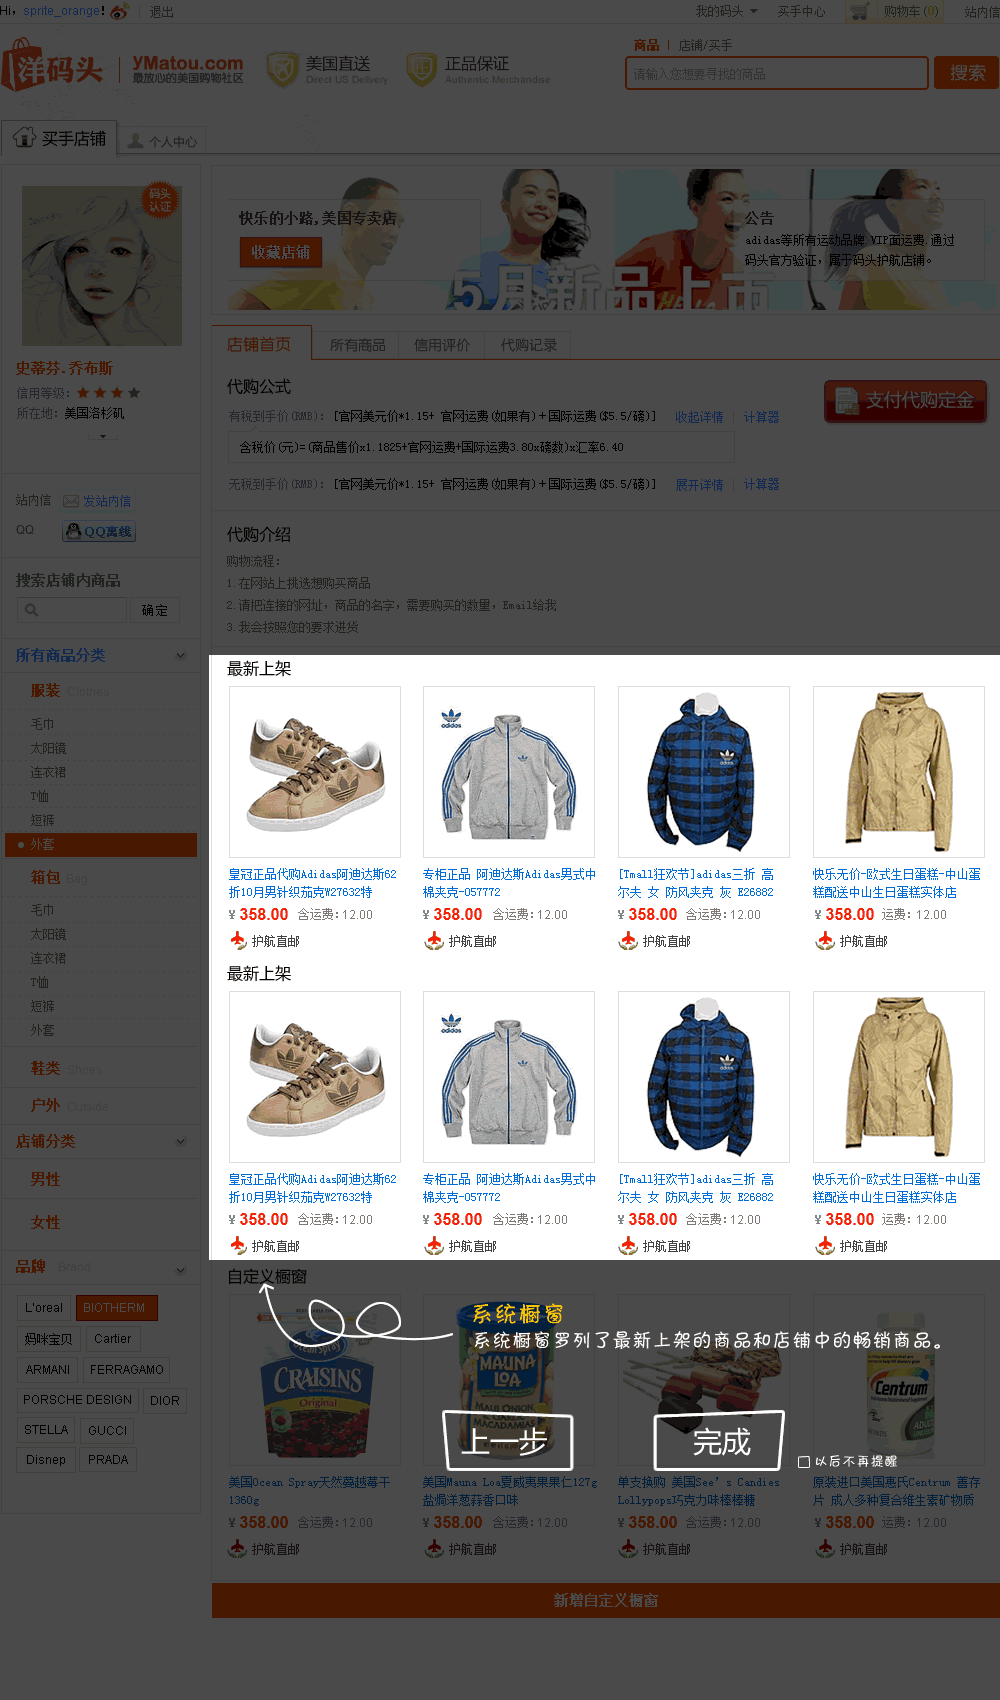 Hi，sprite_orange! 退出
我的码头 买手中心 购物车(0) 站内信
洋码头
YMatou.com
最放心的美国购物社区
美国直送
Direct US Delivery
正品保证
Authentic Merchandise
商品 店铺/买手
请输入您想要寻找的商品 搜索
买手店铺 个人中心
码头
认证
史蒂芬.乔布斯
信用等级：
所在地：美国洛杉矶
站内信 发站内信
QQ QQ离线
搜索店铺内商品
确定
所有商品分类
服装 Clothes
毛巾
太阳镜
连衣裙
T恤
短裤
外套
箱包 Bag
毛巾
太阳镜
连衣裙
T恤
短裤
外套
鞋类 Shoes
户外 Outside
店铺分类
男性
女性
品牌 Brand
L'oreal BIOTHERM
妈咪宝贝 Cartier
ARMANI FERRAGAMO
PORSCHE DESIGN DIOR
STELLA GUCCI
Disnep PRADA
快乐的小路,美国专卖店
收藏店铺
5月新品上市
公告
adidas等所有运动品牌 VIP面运费.通过
码头官方验证，属于码头护航店铺。
店铺首页 所有商品 信用评价 代购记录
代购公式
有税到手价(RMB)：[官网美元价*1.15+ 官网运费(如果有)＋国际运费($5.5/磅)] 收起详情 计算器
含税价(元)=(商品售价x1.1825+官网运费+国际运费3.80x磅数)x汇率6.40
无税到手价(RMB)：[官网美元价*1.15+ 官网运费(如果有)＋国际运费($5.5/磅)] 展开详情 计算器
支付代购定金
代购介绍
购物流程：
1.在网站上挑选想购买商品
2.请把连接的网址，商品的名字，需要购买的数量，Email给我
3.我会按照您的要求进货
最新上架
adidas
adidas
皇冠正品代购Adidas阿迪达斯62
折10月男针织茄克W27632特
¥ 358.00 含运费：12.00
护航直邮
专柜正品 阿迪达斯Adidas男式中
棉夹克-057772
¥ 358.00 含运费：12.00
护航直邮
[Tmall狂欢节]adidas三折 高
尔夫 女 防风夹克 灰 E26882
¥ 358.00 含运费：12.00
护航直邮
快乐无价-欧式生日蛋糕-中山蛋
糕配送中山生日蛋糕实体店
¥ 358.00 运费：12.00
护航直邮
最新上架
adidas
adidas
皇冠正品代购Adidas阿迪达斯62
折10月男针织茄克W27632特
¥ 358.00 含运费：12.00
护航直邮
专柜正品 阿迪达斯Adidas男式中
棉夹克-057772
¥ 358.00 含运费：12.00
护航直邮
[Tmall狂欢节]adidas三折 高
尔夫 女 防风夹克 灰 E26882
¥ 358.00 含运费：12.00
护航直邮
快乐无价-欧式生日蛋糕-中山蛋
糕配送中山生日蛋糕实体店
¥ 358.00 运费：12.00
护航直邮
自定义橱窗
系统橱窗
系统橱窗罗列了最新上架的商品和店铺中的畅销商品。
Ocean Spray
CRAISINS
Original
MAUNA
LOA
MAUI ONION
MACADAMIAS
Centrum
上一步 完成 以后不再提醒
美国Ocean Spray天然蔓越莓干
1360g
¥ 358.00 含运费：12.00
护航直邮
美国Mauna Loa夏威夷果果仁127g
盐焗洋葱蒜香口味
¥ 358.00 含运费：12.00
护航直邮
单支换购 美国See’s Candies
Lollypops巧克力味棒棒糖
¥ 358.00 含运费：12.00
护航直邮
原装进口美国惠氏Centrum 善存
片 成人多种复合维生素矿物质
¥ 358.00 运费：12.00
护航直邮
新增自定义橱窗